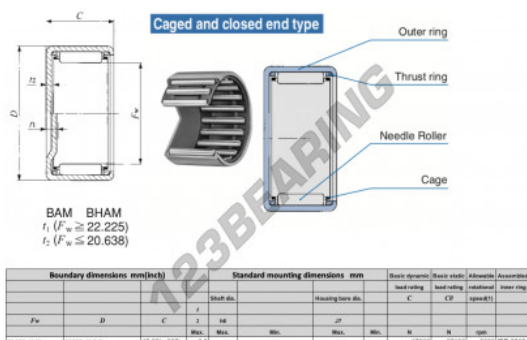 Caged and closed end type
C
D
t2
t1
Fw
Outer ring
Thrust ring
Needle Roller
Cage
BAM BHAM
t₁ (Fw ≧ 22.225)
t₂ (Fw ≦ 20.638)
123BEARING
Boundary dimensions mm(inch) Standard mounting dimensions mm Basic dynamic Basic static Allowable Assembled
load rating load rating rotational inner ring
Shaft dia. Housing bore dia. C C0 speed(1)
t
Fw D C 2 h6 J7
Max. Max. Min. Max. Min. N N rpm